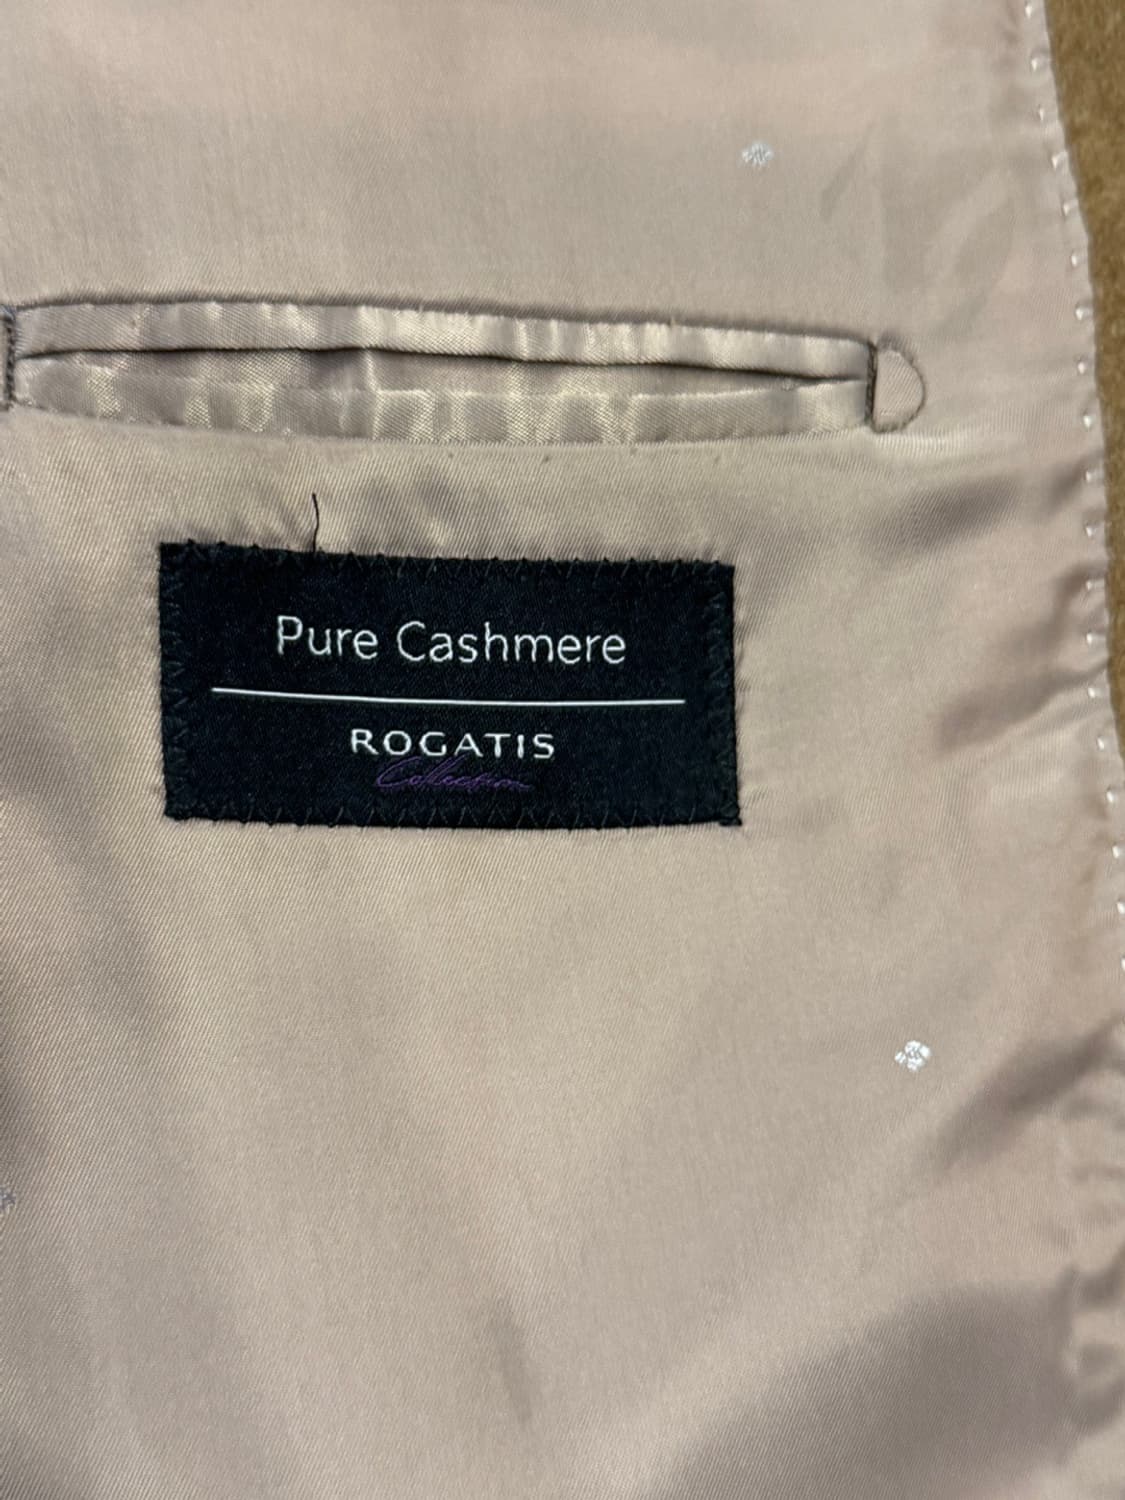 Pure Cashmere
ROGATIS
Collection